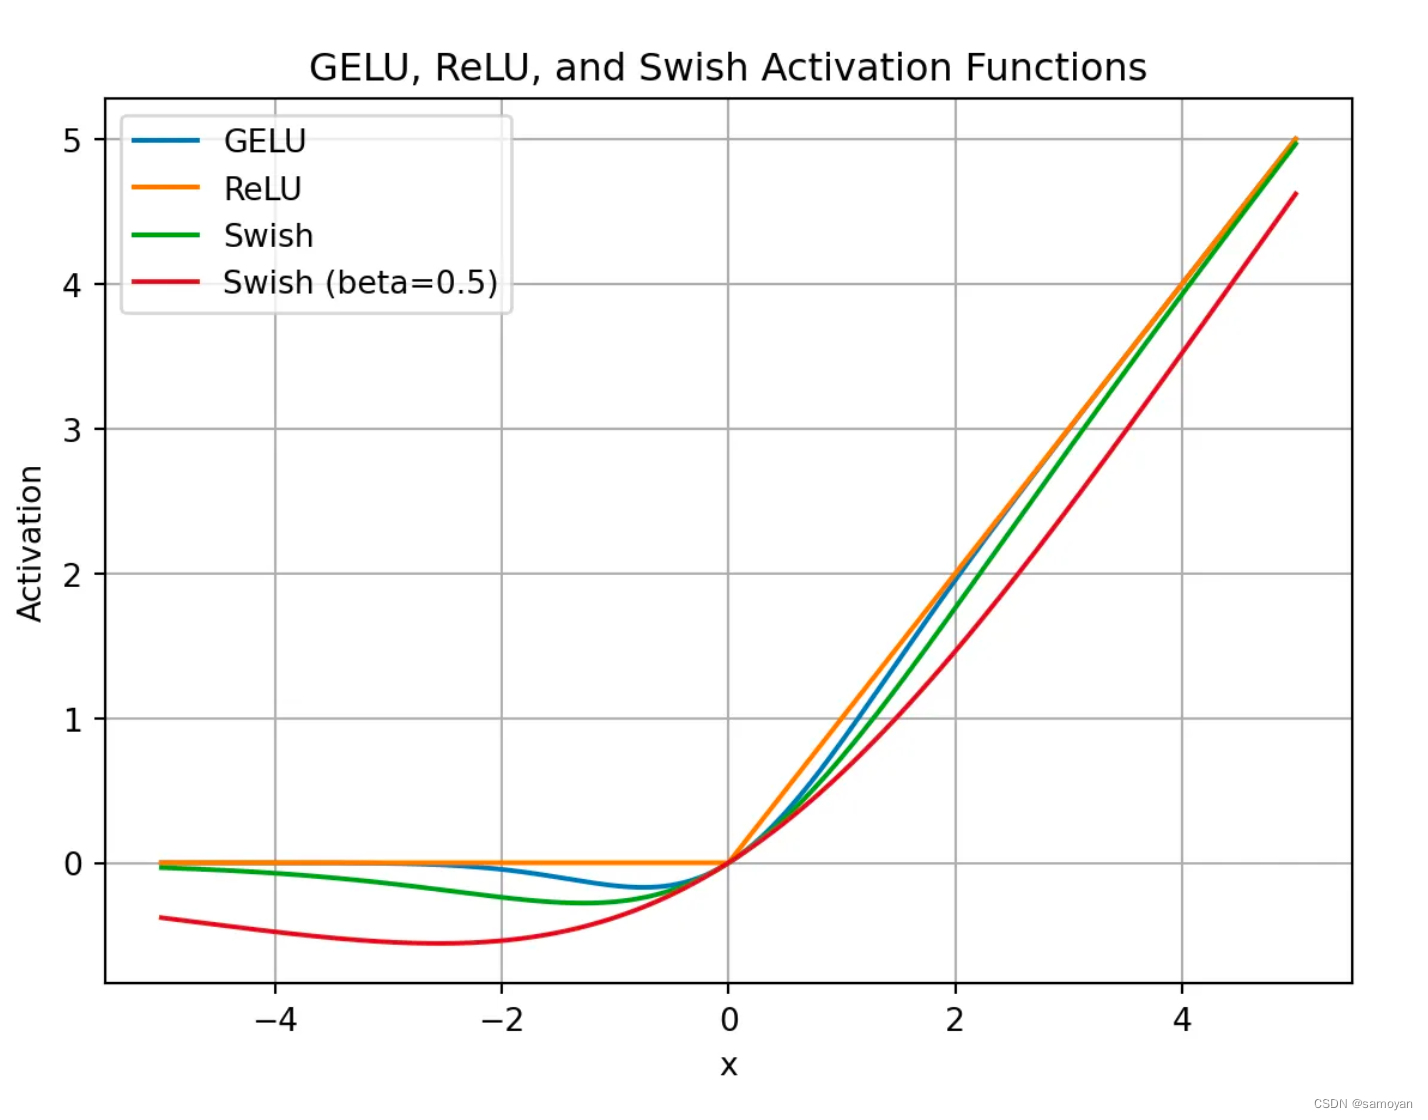 GELU, ReLU, and Swish Activation Functions
GELU
ReLU
Swish
Swish (beta=0.5)
5
4
3
2
1
0
Activation
−4 −2 0 2 4
x
CSDN @samoyan